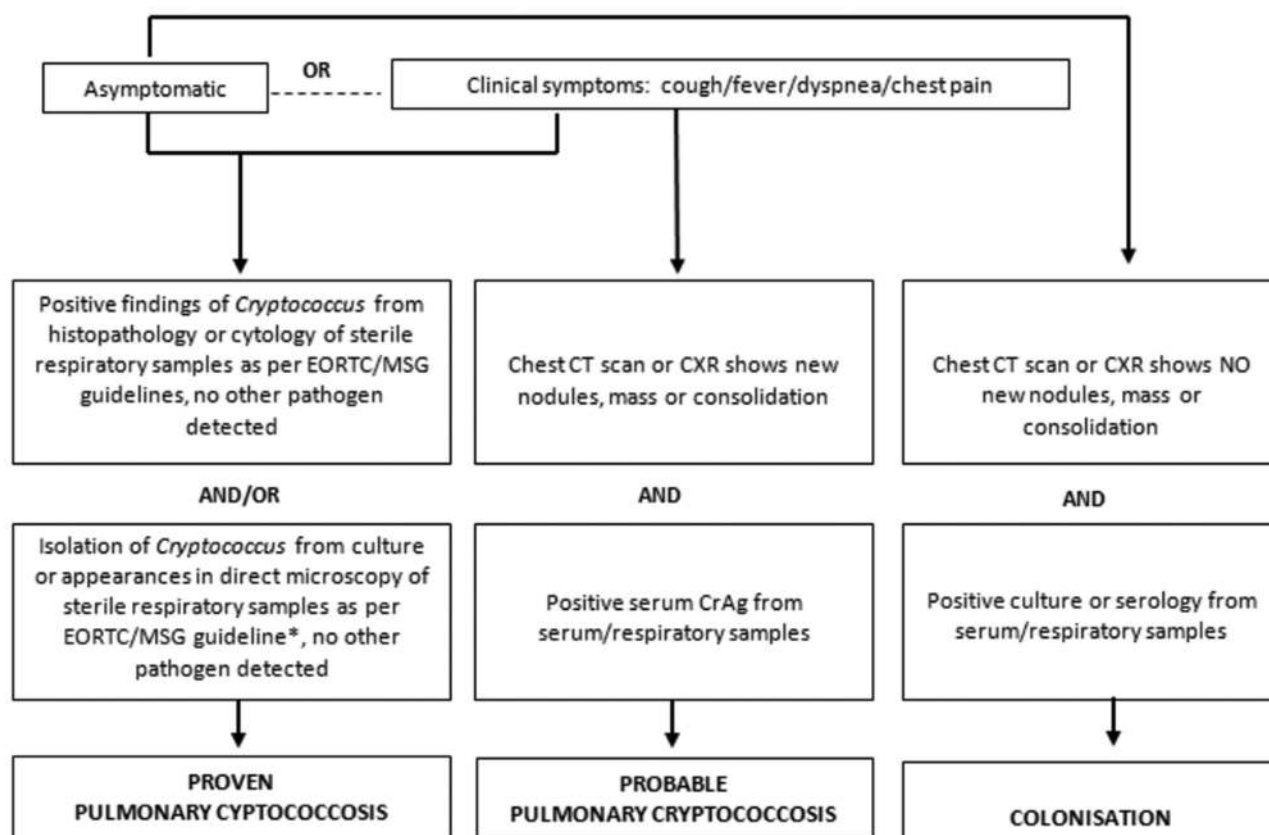 Asymptomatic
OR
Clinical symptoms: cough/fever/dyspnea/chest pain
Positive findings of Cryptococcus from
histopathology or cytology of sterile
respiratory samples as per EORTC/MSG
guidelines, no other pathogen
detected
AND/OR
Isolation of Cryptococcus from culture
or appearances in direct microscopy of
sterile respiratory samples as per
EORTC/MSG guideline*, no other
pathogen detected
PROVEN
PULMONARY CYPTOCOCCOSIS
Chest CT scan or CXR shows new
nodules, mass or consolidation
AND
Positive serum CrAg from
serum/respiratory samples
PROBABLE
PULMONARY CRYPTOCOCCOSIS
Chest CT scan or CXR shows NO
new nodules, mass or
consolidation
AND
Positive culture or serology from
serum/respiratory samples
COLONISATION